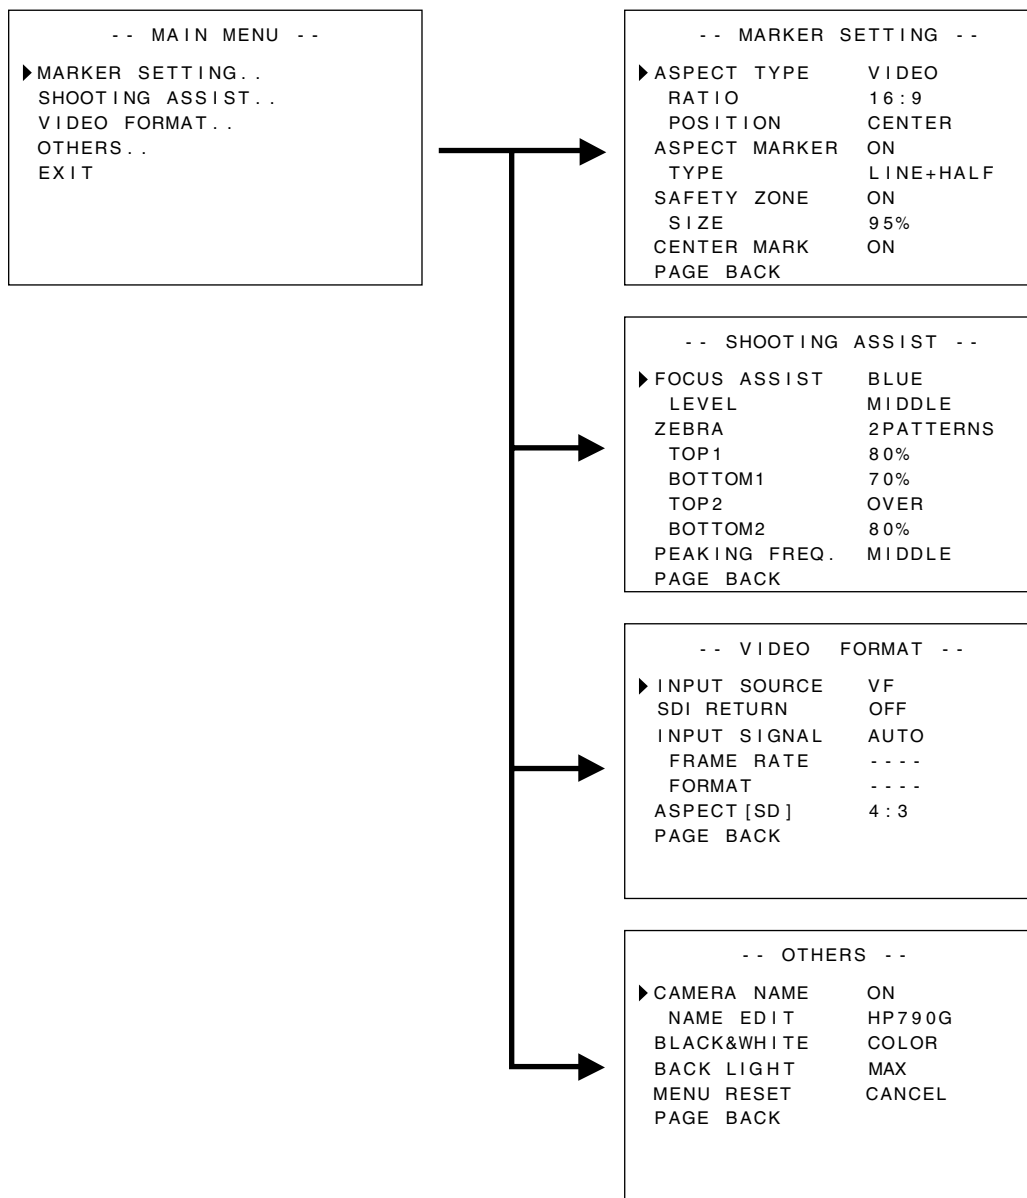 -- MAIN MENU --
MARKER SETTING..
SHOOTING ASSIST..
VIDEO FORMAT..
OTHERS..
EXIT
-- MARKER SETTING --
ASPECT TYPE VIDEO
RATIO 16:9
POSITION CENTER
ASPECT MARKER ON
TYPE LINE+HALF
SAFETY ZONE ON
SIZE 95%
CENTER MARK ON
PAGE BACK
-- SHOOTING ASSIST --
FOCUS ASSIST BLUE
LEVEL MIDDLE
ZEBRA 2PATTERNS
TOP1 80%
BOTTOM1 70%
TOP2 OVER
BOTTOM2 80%
PEAKING FREQ. MIDDLE
PAGE BACK
-- VIDEO FORMAT --
INPUT SOURCE VF
SDI RETURN OFF
INPUT SIGNAL AUTO
FRAME RATE ----
FORMAT ----
ASPECT[SD] 4:3
PAGE BACK
-- OTHERS --
CAMERA NAME ON
NAME EDIT HP790G
BLACK&WHITE COLOR
BACK LIGHT MAX
MENU RESET CANCEL
PAGE BACK